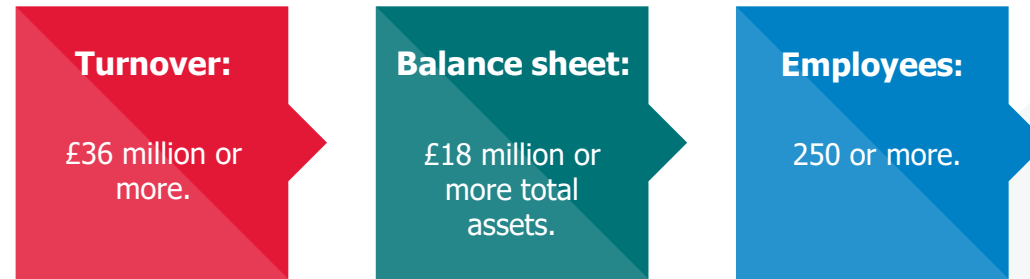 Turnover:
£36 million or
more.
Balance sheet:
£18 million or
more total
assets.
Employees:
250 or more.